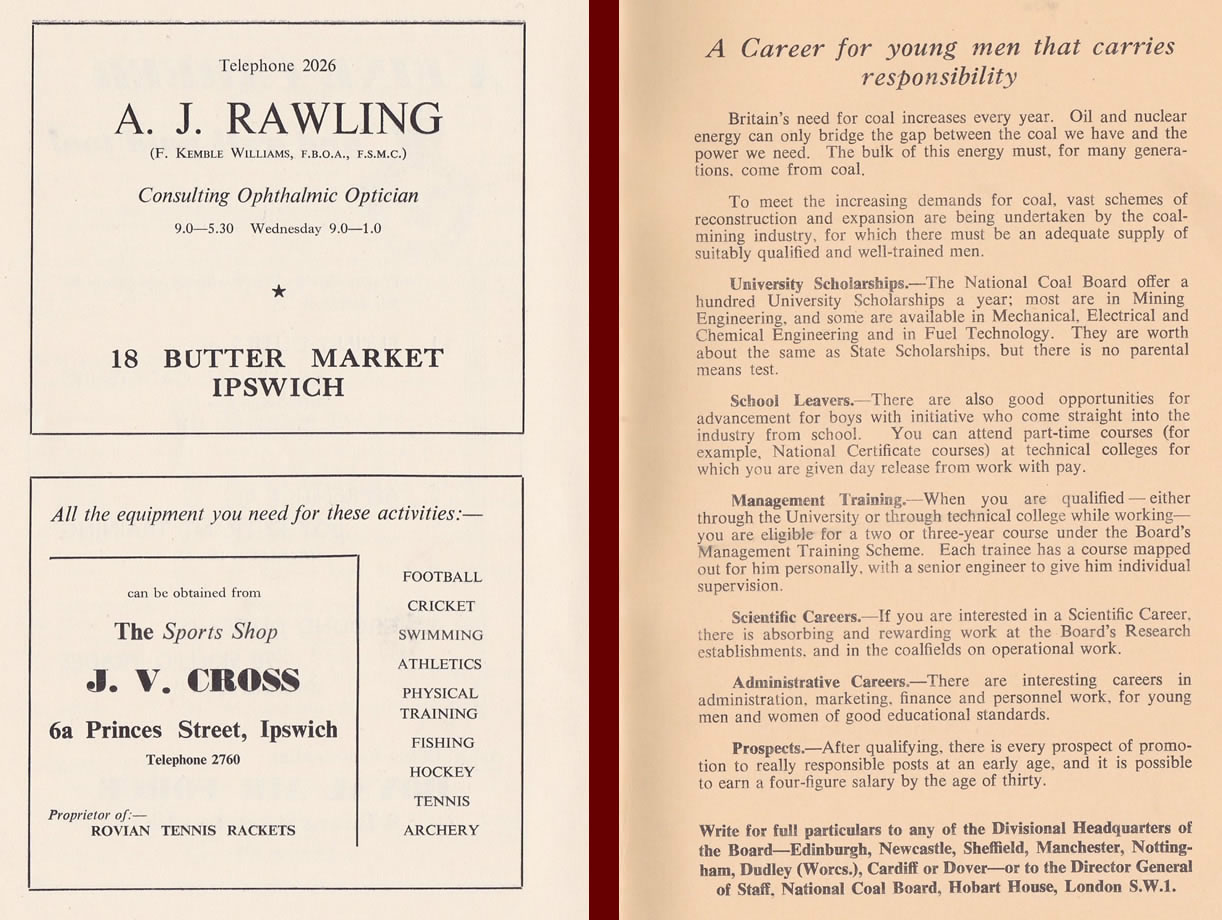 Telephone 2026
A. J. RAWLING
(F. KEMBLE WILLIAMS, F.B.O.A., F.S.M.C.)
Consulting Ophthalmic Optician
9.0—5.30 Wednesday 9.0—1.0
★
18 BUTTER MARKET
IPSWICH
All the equipment you need for these activities:—
can be obtained from
The Sports Shop
J. V. CROSS
6a Princes Street, Ipswich
Telephone 2760
Proprietor of:—
ROVIAN TENNIS RACKETS
FOOTBALL
CRICKET
SWIMMING
ATHLETICS
PHYSICAL
TRAINING
FISHING
HOCKEY
TENNIS
ARCHERY
A Career for young men that carries
responsibility
Britain's need for coal increases every year. Oil and nuclear
energy can only bridge the gap between the coal we have and the
power we need. The bulk of this energy must, for many genera-
tions, come from coal.
To meet the increasing demands for coal, vast schemes of
reconstruction and expansion are being undertaken by the coal-
mining industry, for which there must be an adequate supply of
suitably qualified and well-trained men.
University Scholarships.—The National Coal Board offer a
hundred University Scholarships a year; most are in Mining
Engineering, and some are available in Mechanical, Electrical and
Chemical Engineering and in Fuel Technology. They are worth
about the same as State Scholarships, but there is no parental
means test.
School Leavers.—There are also good opportunities for
advancement for boys with initiative who come straight into the
industry from school. You can attend part-time courses (for
example, National Certificate courses) at technical colleges for
which you are given day release from work with pay.
Management Training.—When you are qualified—either
through the University or through technical college while working—
you are eligible for a two or three-year course under the Board's
Management Training Scheme. Each trainee has a course mapped
out for him personally, with a senior engineer to give him individual
supervision.
Scientific Careers.—If you are interested in a Scientific Career,
there is absorbing and rewarding work at the Board's Research
establishments, and in the coalfields on operational work.
Administrative Careers.—There are interesting careers in
administration, marketing, finance and personnel work, for young
men and women of good educational standards.
Prospects.—After qualifying, there is every prospect of promo-
tion to really responsible posts at an early age, and it is possible
to earn a four-figure salary by the age of thirty.
Write for full particulars to any of the Divisional Headquarters of
the Board—Edinburgh, Newcastle, Sheffield, Manchester, Notting-
ham, Dudley (Worcs.), Cardiff or Dover—or to the Director General
of Staff, National Coal Board, Hobart House, London S.W.1.